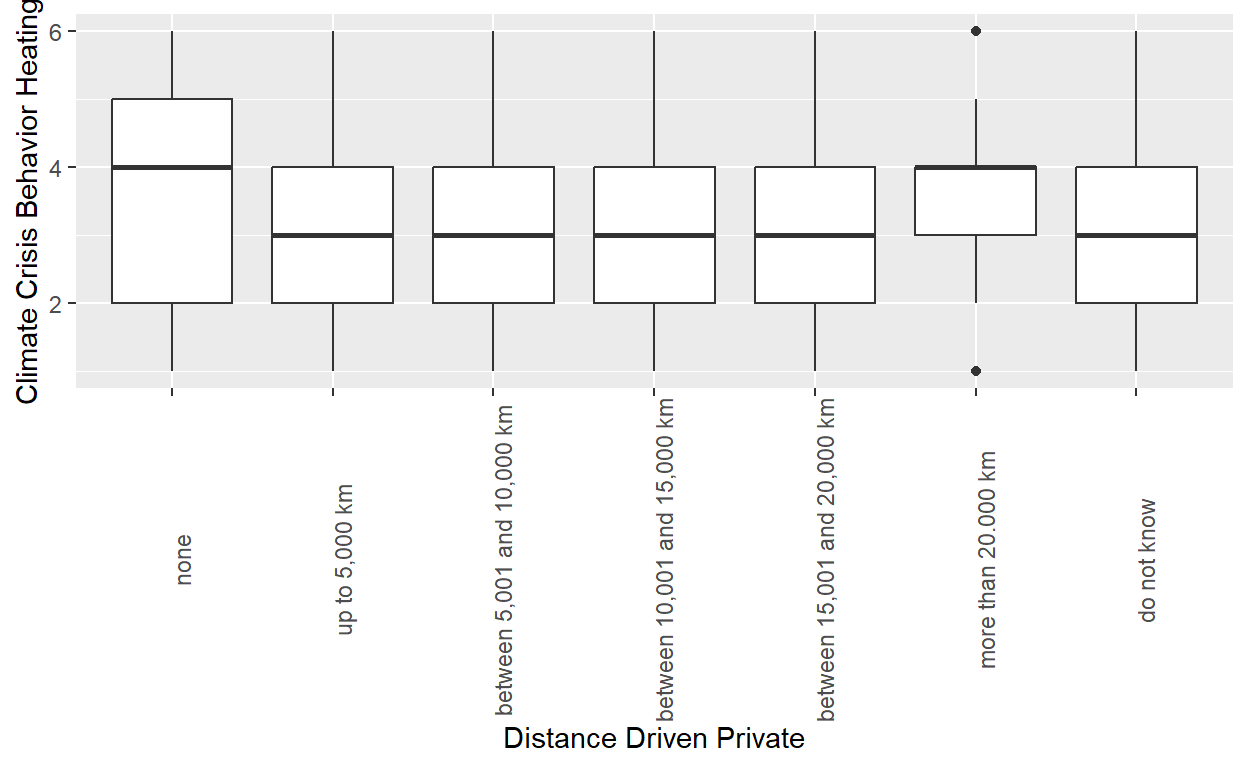 Climate Crisis Behavior Heating
6
4
2
none
up to 5,000 km
between 5,001 and 10,000 km
between 10,001 and 15,000 km
between 15,001 and 20,000 km
more than 20.000 km
do not know
Distance Driven Private